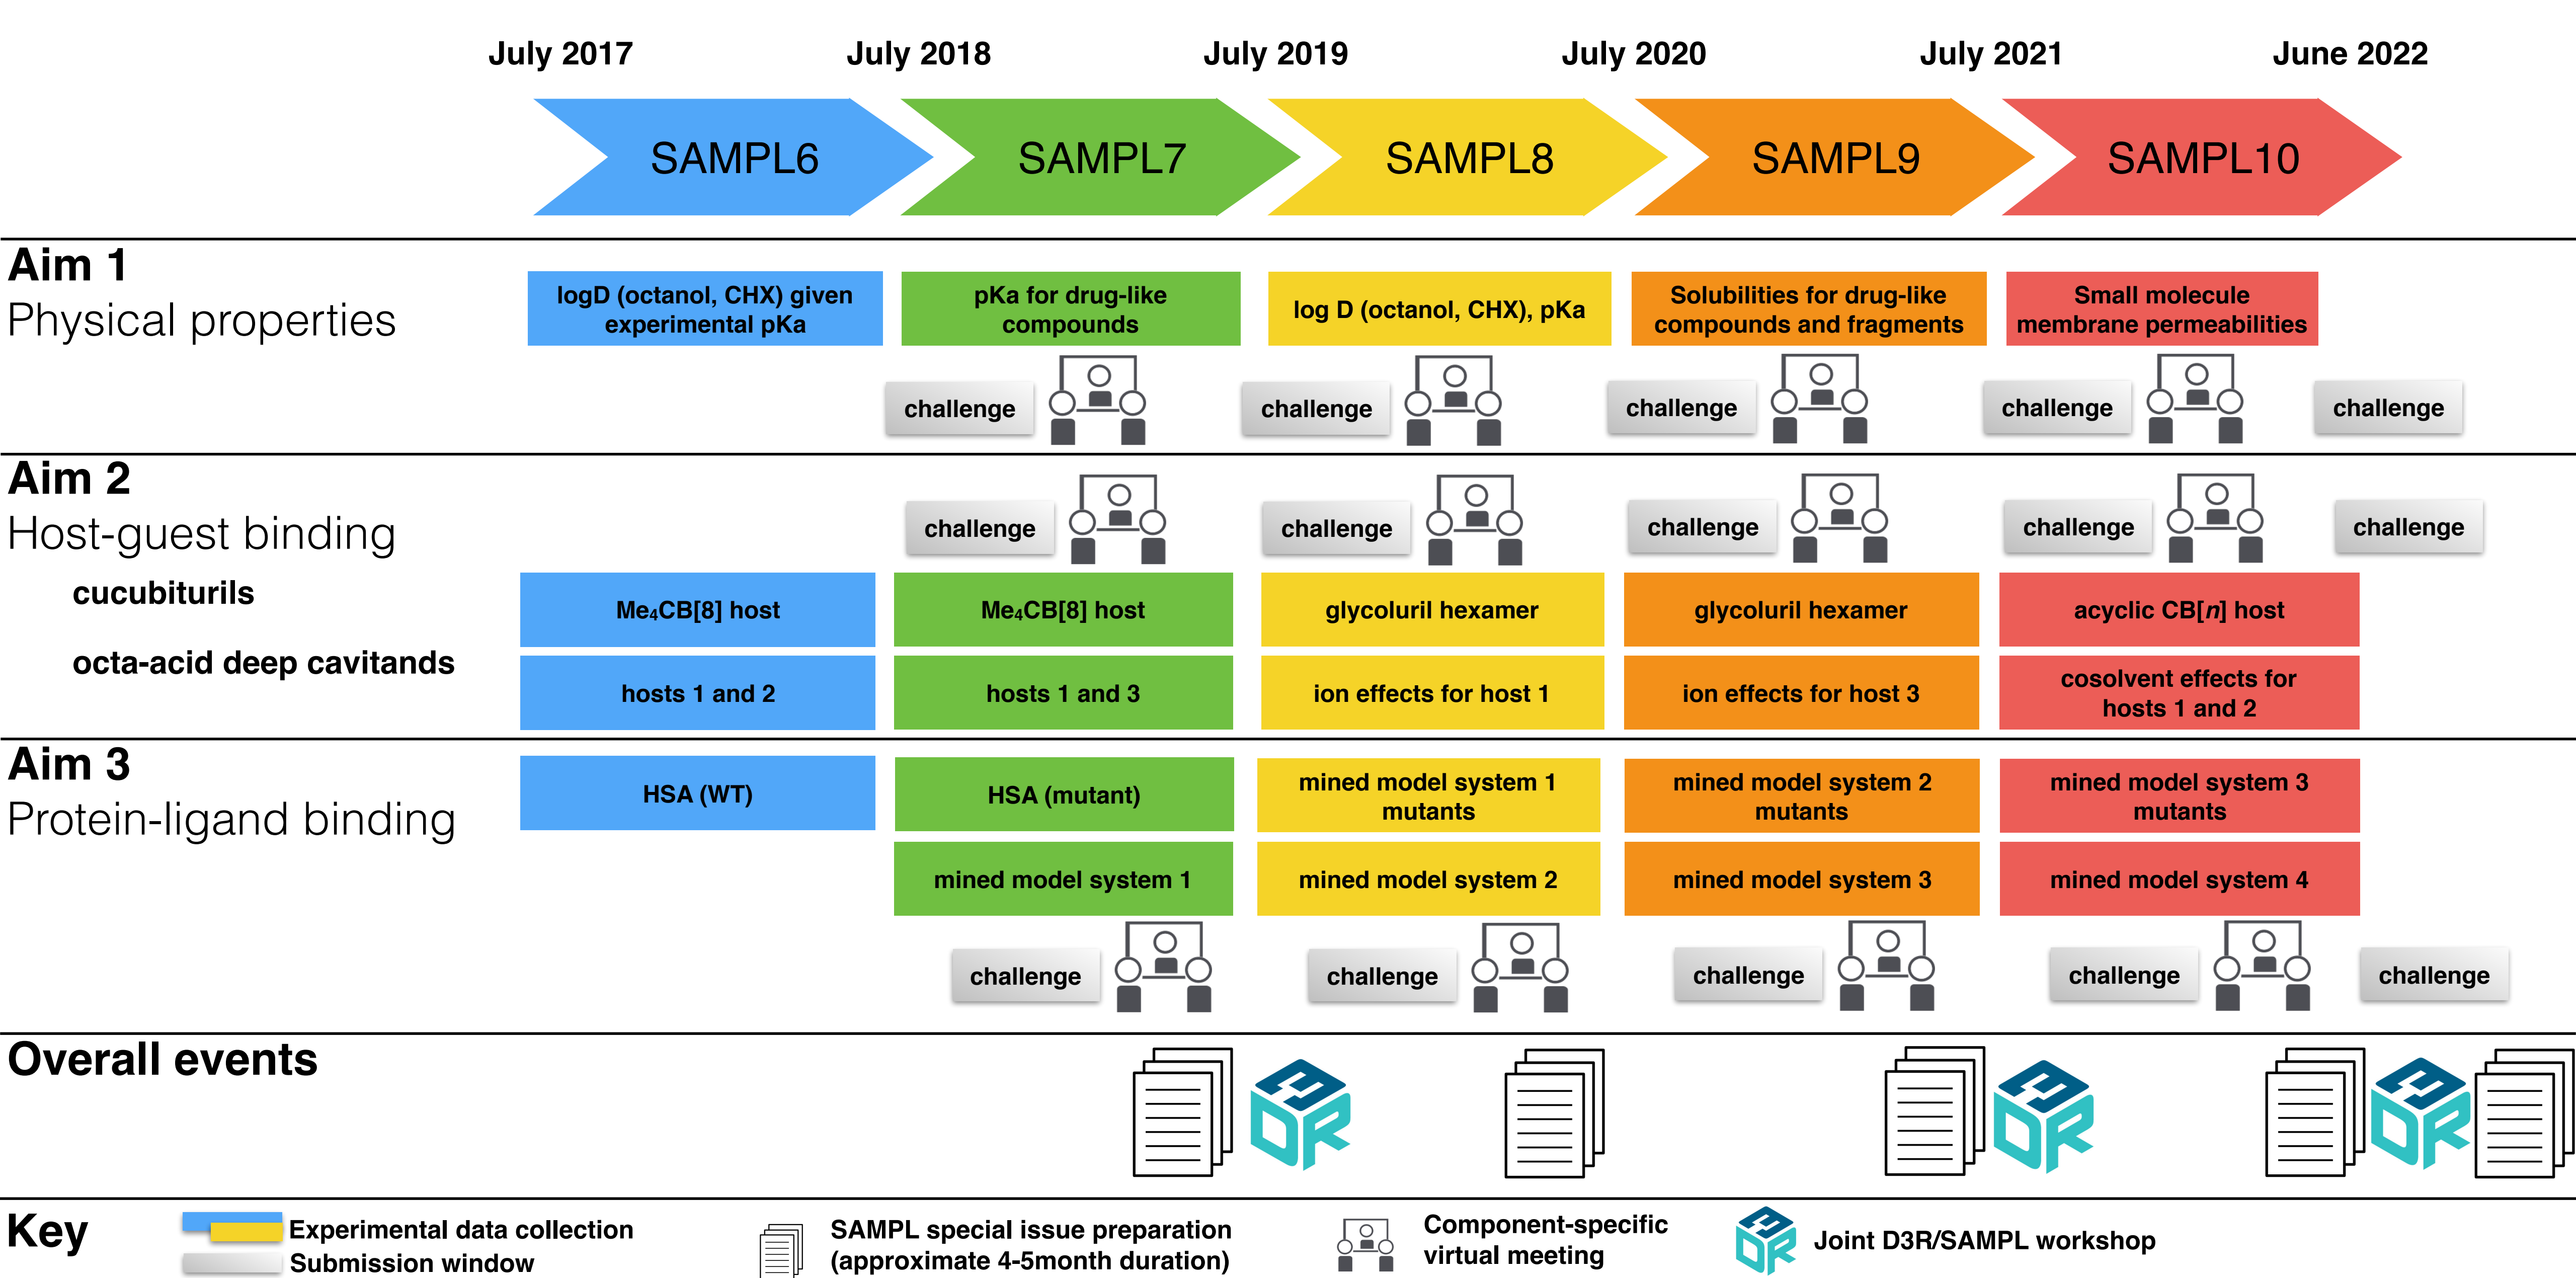 July 2017
July 2018
July 2019
July 2020
July 2021
June 2022
SAMPL6
SAMPL7
SAMPL8
SAMPL9
SAMPL10
Aim 1
Physical properties
logD (octanol, CHX) given
experimental pKa
pKa for drug-like
compounds
log D (octanol, CHX), pKa
Solubilities for drug-like
compounds and fragments
Small molecule
membrane permeabilities
challenge
challenge
challenge
challenge
challenge
Aim 2
Host-guest binding
challenge
challenge
challenge
challenge
challenge
cucubiturils
Me₄CB[8] host
Me₄CB[8] host
glycoluril hexamer
glycoluril hexamer
acyclic CB[n] host
octa-acid deep cavitands
hosts 1 and 2
hosts 1 and 3
ion effects for host 1
ion effects for host 3
cosolvent effects for
hosts 1 and 2
Aim 3
Protein-ligand binding
HSA (WT)
HSA (mutant)
mined model system 1
mutants
mined model system 2
mutants
mined model system 3
mutants
mined model system 1
mined model system 2
mined model system 3
mined model system 4
challenge
challenge
challenge
challenge
challenge
Overall events
D3R
D3R
D3R
Key
Experimental data collection
Submission window
SAMPL special issue preparation
(approximate 4-5month duration)
Component-specific
virtual meeting
D3R
Joint D3R/SAMPL workshop